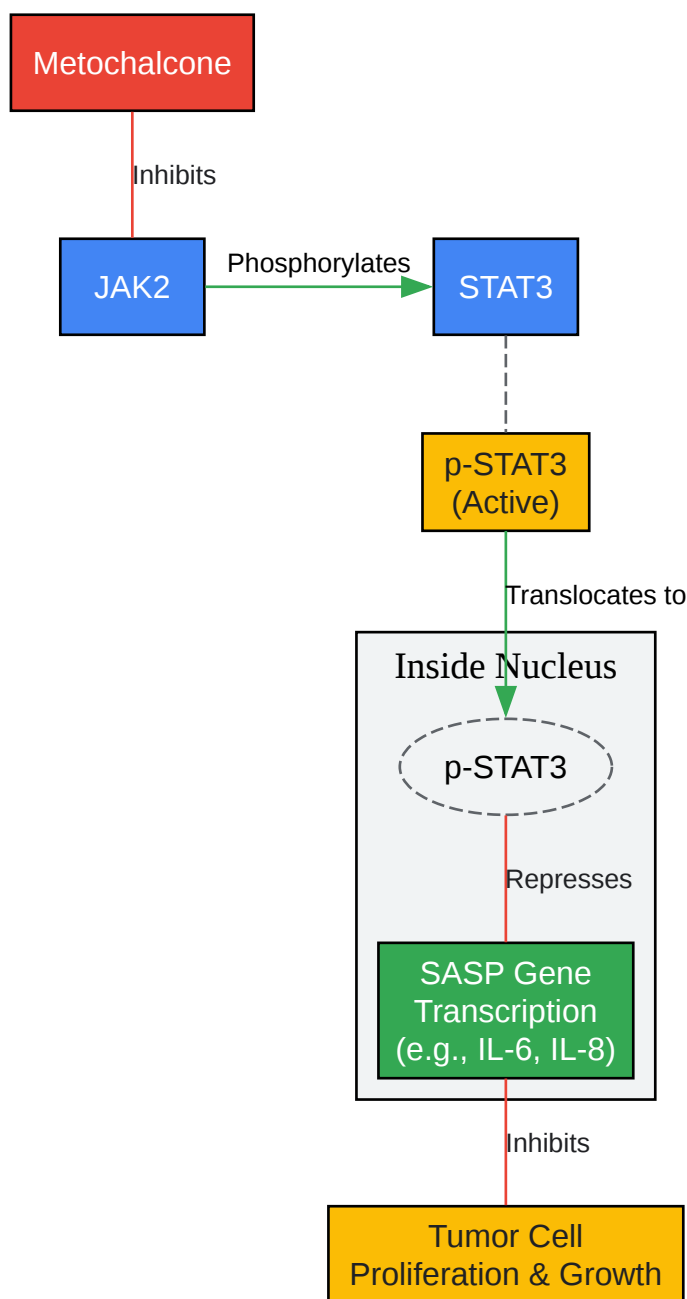 Metochalcone
Inhibits
JAK2
Phosphorylates
STAT3
p-STAT3
(Active)
Translocates to
Inside Nucleus
p-STAT3
Represses
SASP Gene
Transcription
(e.g., IL-6, IL-8)
Inhibits
Tumor Cell
Proliferation & Growth